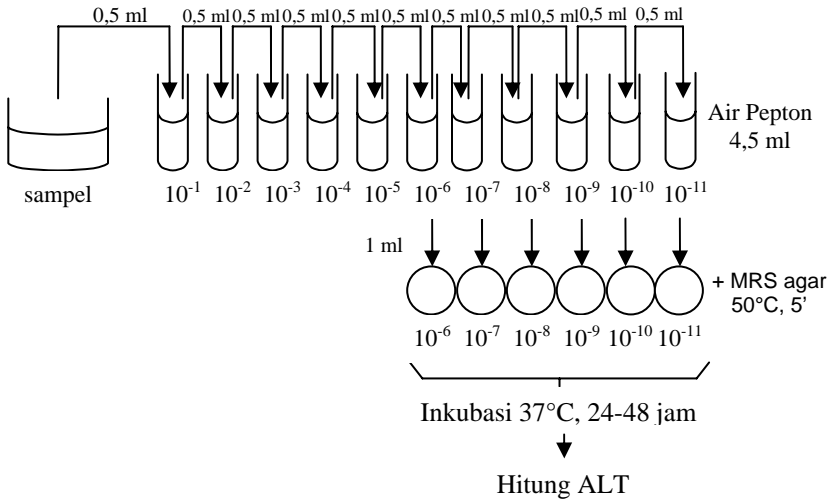 0,5 ml 0,5 ml 0,5 ml 0,5 ml 0,5 ml 0,5 ml 0,5 ml 0,5 ml 0,5 ml 0,5 ml 0,5 ml
Air Pepton
4,5 ml
sampel 10⁻¹ 10⁻² 10⁻³ 10⁻⁴ 10⁻⁵ 10⁻⁶ 10⁻⁷ 10⁻⁸ 10⁻⁹ 10⁻¹⁰ 10⁻¹¹
1 ml
+ MRS agar
50°C, 5’
10⁻⁶ 10⁻⁷ 10⁻⁸ 10⁻⁹ 10⁻¹⁰ 10⁻¹¹
Inkubasi 37°C, 24-48 jam
Hitung ALT